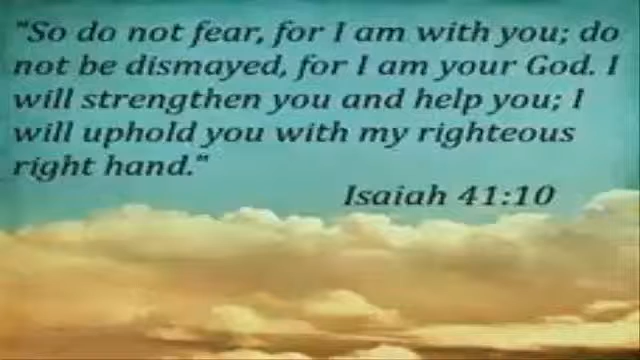 "So do not fear, for I am with you; do
not be dismayed, for I am your God. I
will strengthen you and help you; I
will uphold you with my righteous
right hand."
Isaiah 41:10